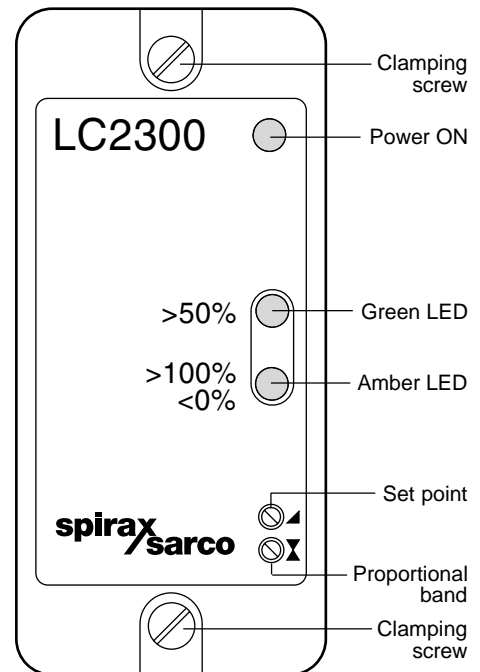 Clamping
screw
LC2300
Power ON
>50%
Green LED
>100%
<0%
Amber LED
Set point
spirax
sarco
Proportional
band
Clamping
screw